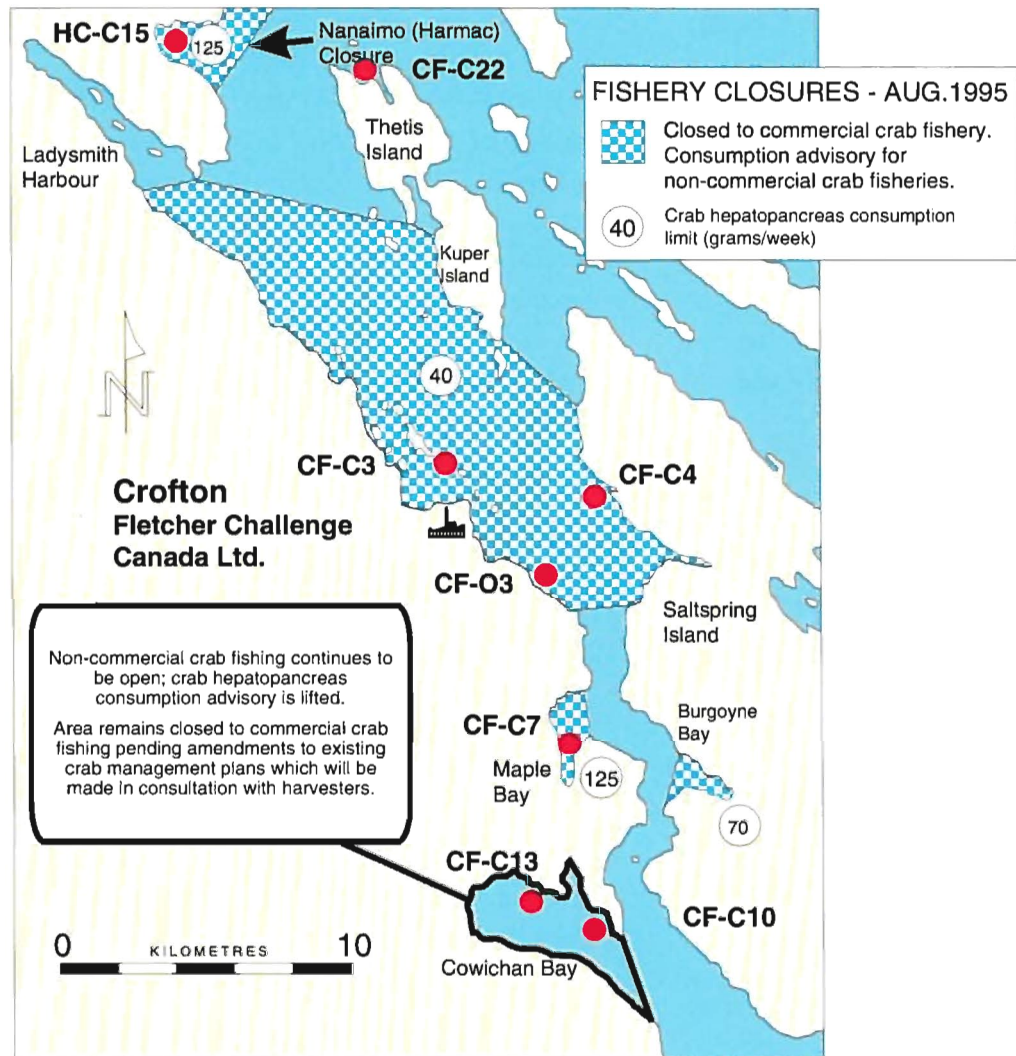 HC-C15
125
Nanaimo (Harmac)
Closure
CF-C22
FISHERY CLOSURES - AUG.1995
Closed to commercial crab fishery.
Consumption advisory for
non-commercial crab fisheries.
40
Crab hepatopancreas consumption
limit (grams/week)
Ladysmith
Harbour
Thetis
Island
Kuper
Island
N
40
CF-C3
CF-C4
Crofton
Fletcher Challenge
Canada Ltd.
CF-O3
Saltspring
Island
Non-commercial crab fishing continues to
be open; crab hepatopancreas
consumption advisory is lifted.
Area remains closed to commercial crab
fishing pending amendments to existing
crab management plans which will be
made in consultation with harvesters.
CF-C7
Maple
Bay
125
Burgoyne
Bay
70
CF-C13
CF-C10
Cowichan Bay
0 KILOMETRES 10